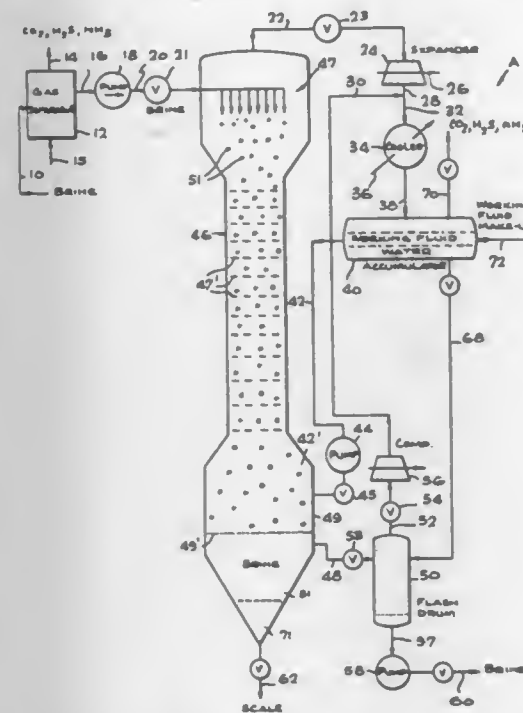 CO2, H2S, NH3
22
23
24
EXPANDER
47
A
14
16
18
20
21
30
26
28
GAS
PUMP
32
CO2, H2S, NH3
BRINE
12
34
COOLER
15
51
36
10
70
38
BRINE
WORKING
FLUID
MAKE-U
46
WORKING FLUID
WATER
72
47'
42
ACCUMULATOR
40
68
44
COMP.
42'
PUMP
56
V
45
54
49
52
49'
53
BRINE
48
50
FLASH
DRUM
71
57
62
58
PUMP
BRINE
60
SCALE